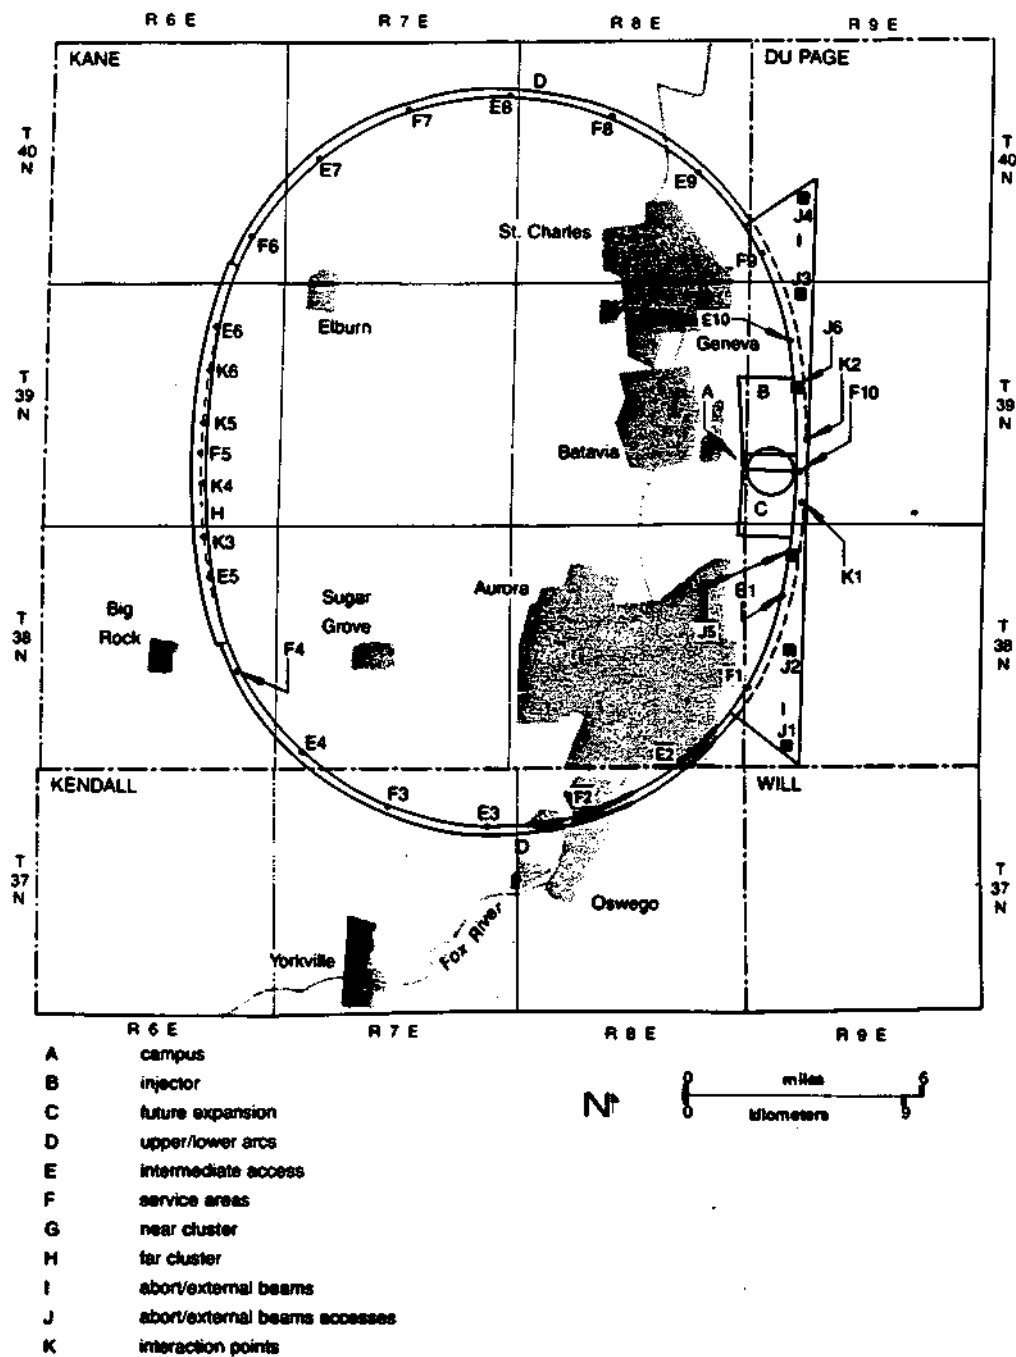 R 6 E
R 7 E
R 8 E
R 9 E
KANE
DU PAGE
D
E8
F7
F8
T
40
N
T
40
N
E7
E9
J4
St. Charles
I
F6
F9
J3
Elburn
E10
E6
Geneva
J6
K6
K2
T
39
N
A
B
F10
T
39
N
K5
F5
Batavia
K4
H
C
K3
K1
E5
Aurora
E1
Big
Rock
Sugar
Grove
J5
T
38
N
F4
F1
J2
T
38
N
I
E4
J1
E2
KENDALL
WILL
F3
E3
F2
D
T
37
N
T
37
N
Oswego
Fox River
Yorkville
R 6 E
R 7 E
R 8 E
R 9 E
A campus
B injector
C future expansion
D upper/lower arcs
E intermediate access
F service areas
G near cluster
H far cluster
I abort/external beams
J abort/external beams accesses
K interaction points
N
0 miles 6
0 kilometers 9